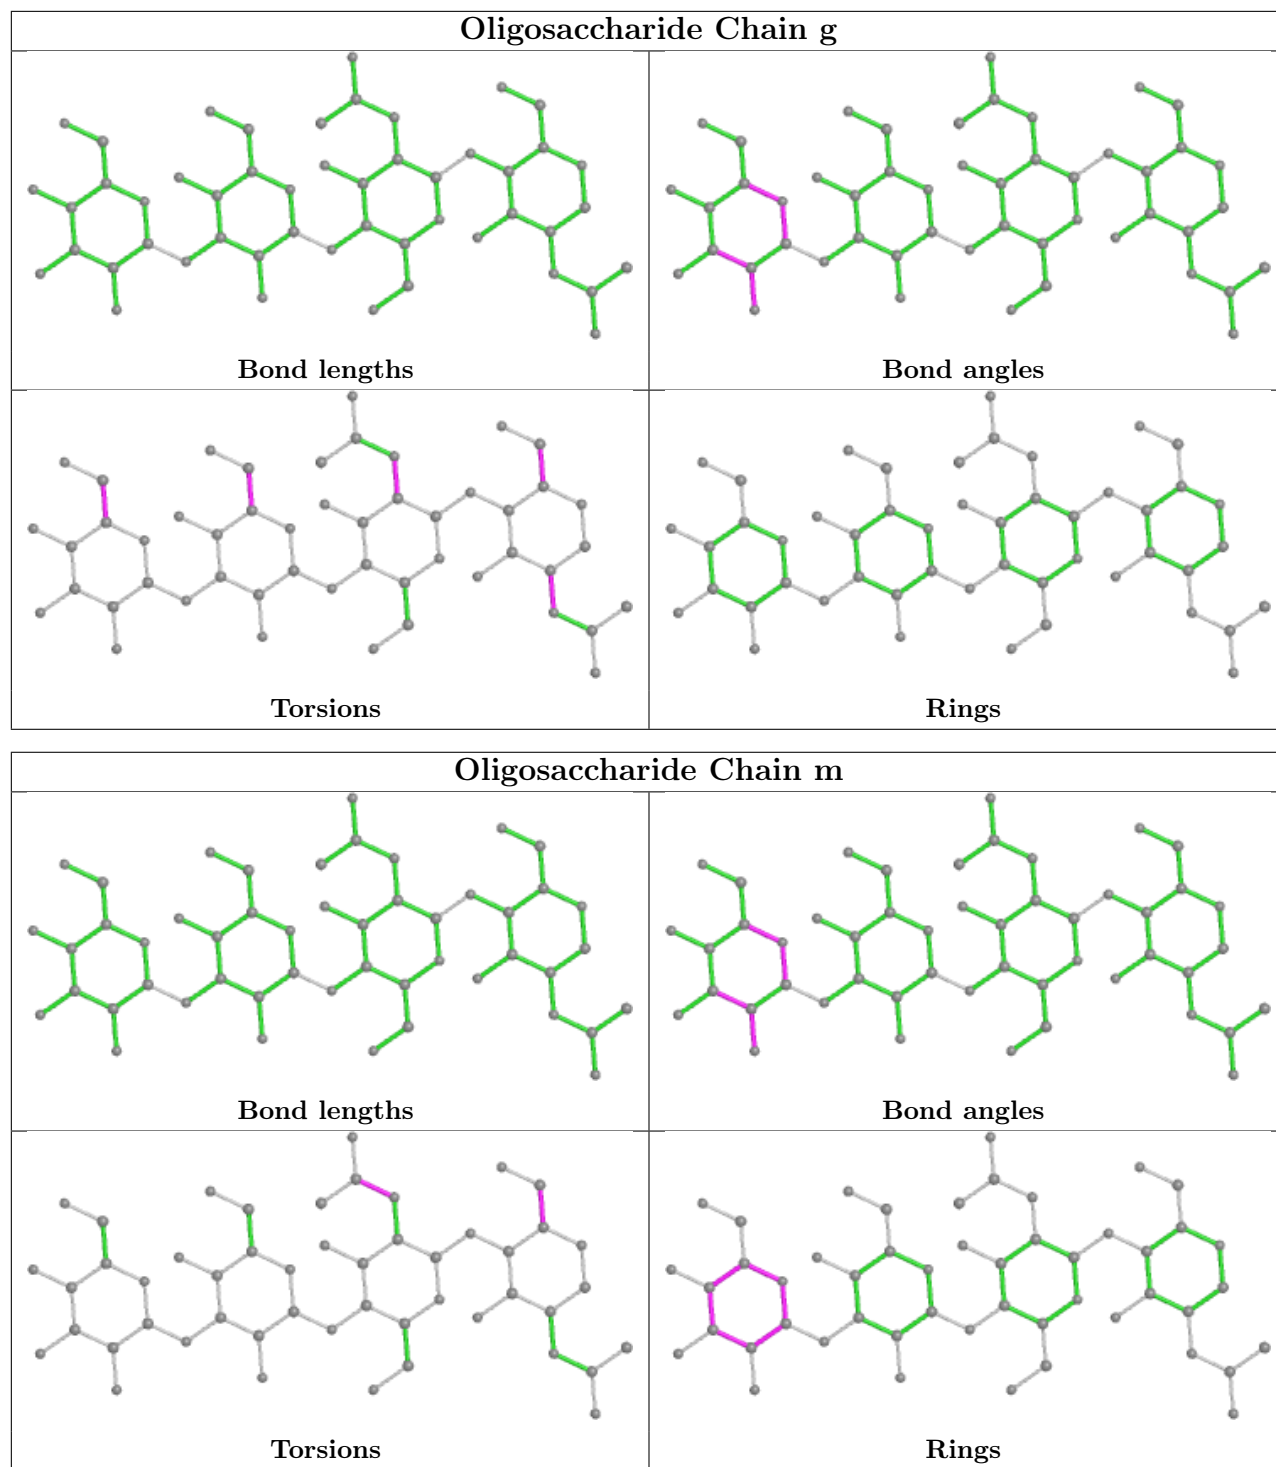 Oligosaccharide Chain g
Bond lengths
Bond angles
Torsions
Rings
Oligosaccharide Chain m
Bond lengths
Bond angles
Torsions
Rings